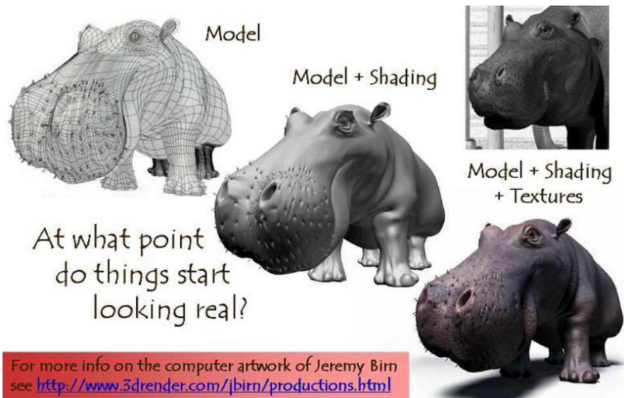 Model
Model + Shading
Model + Shading
+ Textures
At what point
do things start
looking real?
For more info on the computer artwork of Jeremy Birn
see http://www.3drender.com/jbirn/productions.html